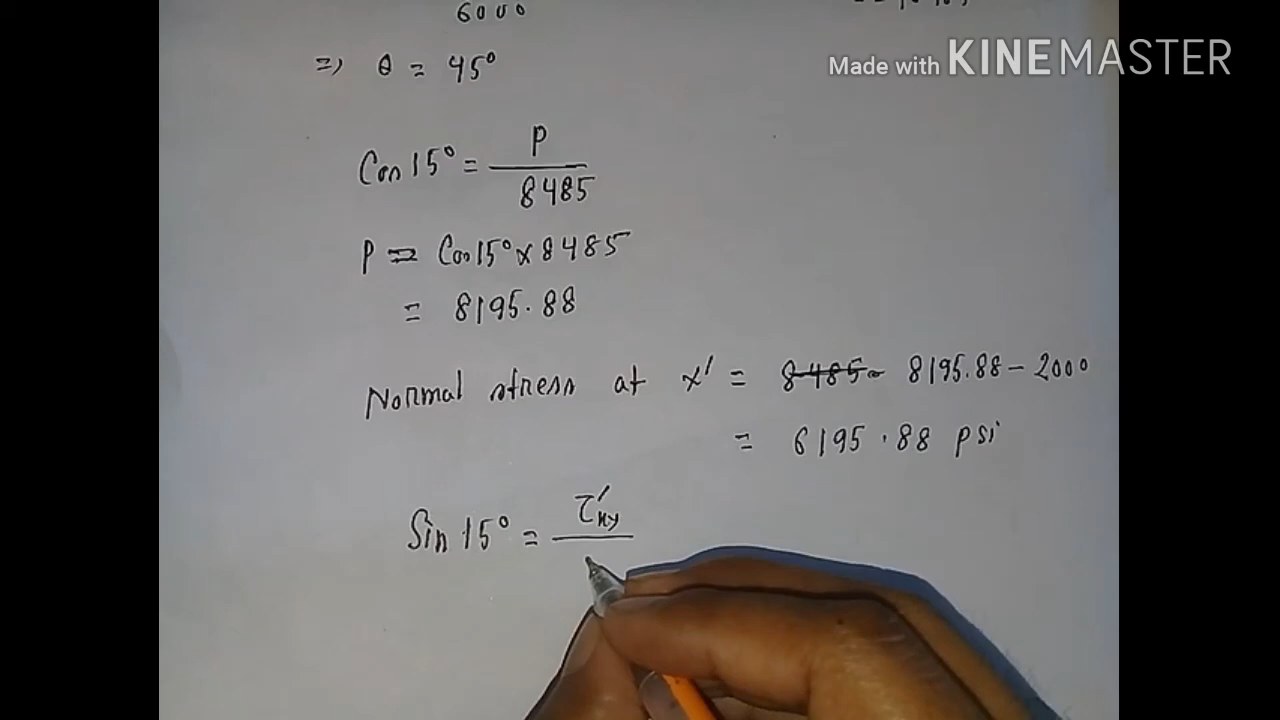 6000
Made with KINEMASTER
=> θ = 45°
Cos 15° = P / 8485
P = Cos 15° × 8485
= 8195.88
Normal stress at x' = ~~8485-~~ 8195.88 - 2000
= 6195.88 psi
Sin 15° = τ'xy